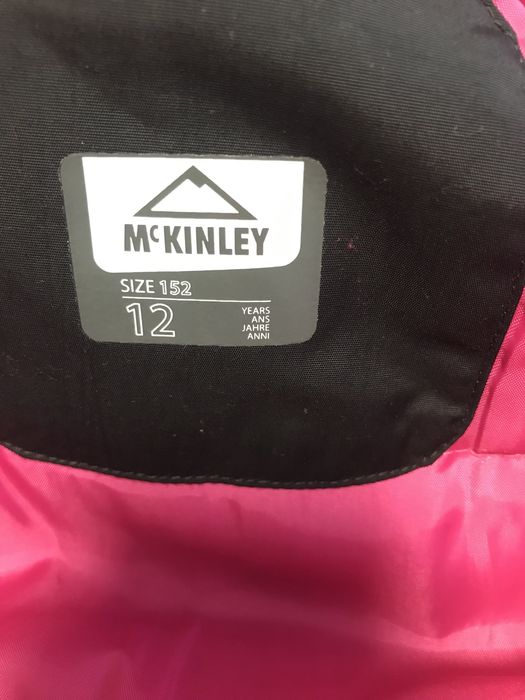 McKINLEY
SIZE 152
12
YEARS
ANS
JAHRE
ANNI